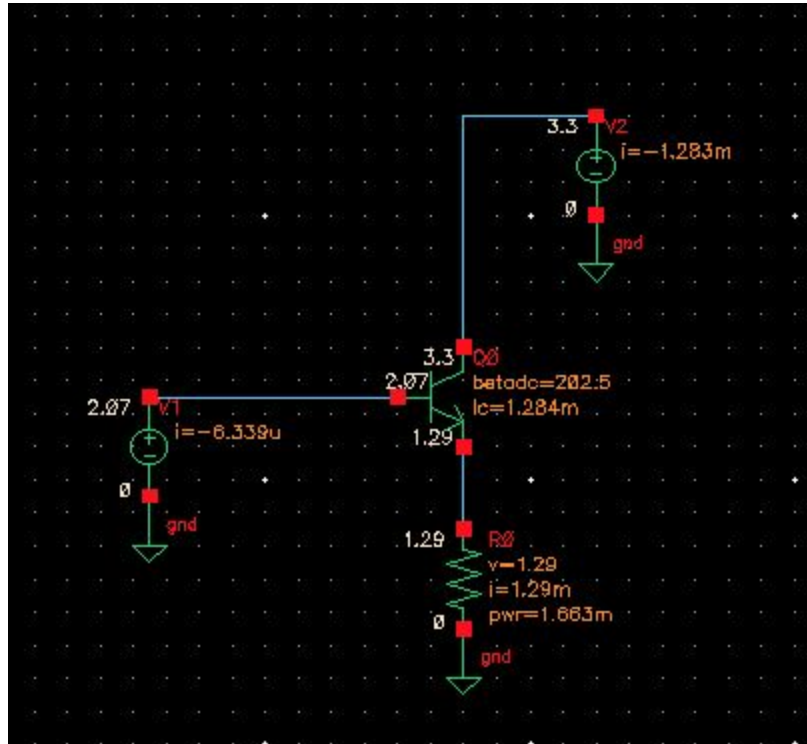 3.3 V2
i=-1.283m
0
gnd
3.3 Q0
2.07 betadc=202.5
Ic=1.284m
1.29
2.07 V1
i=-6.339u
0
gnd
1.29 R0
v=1.29
i=1.29m
pwr=1.663m
0
gnd